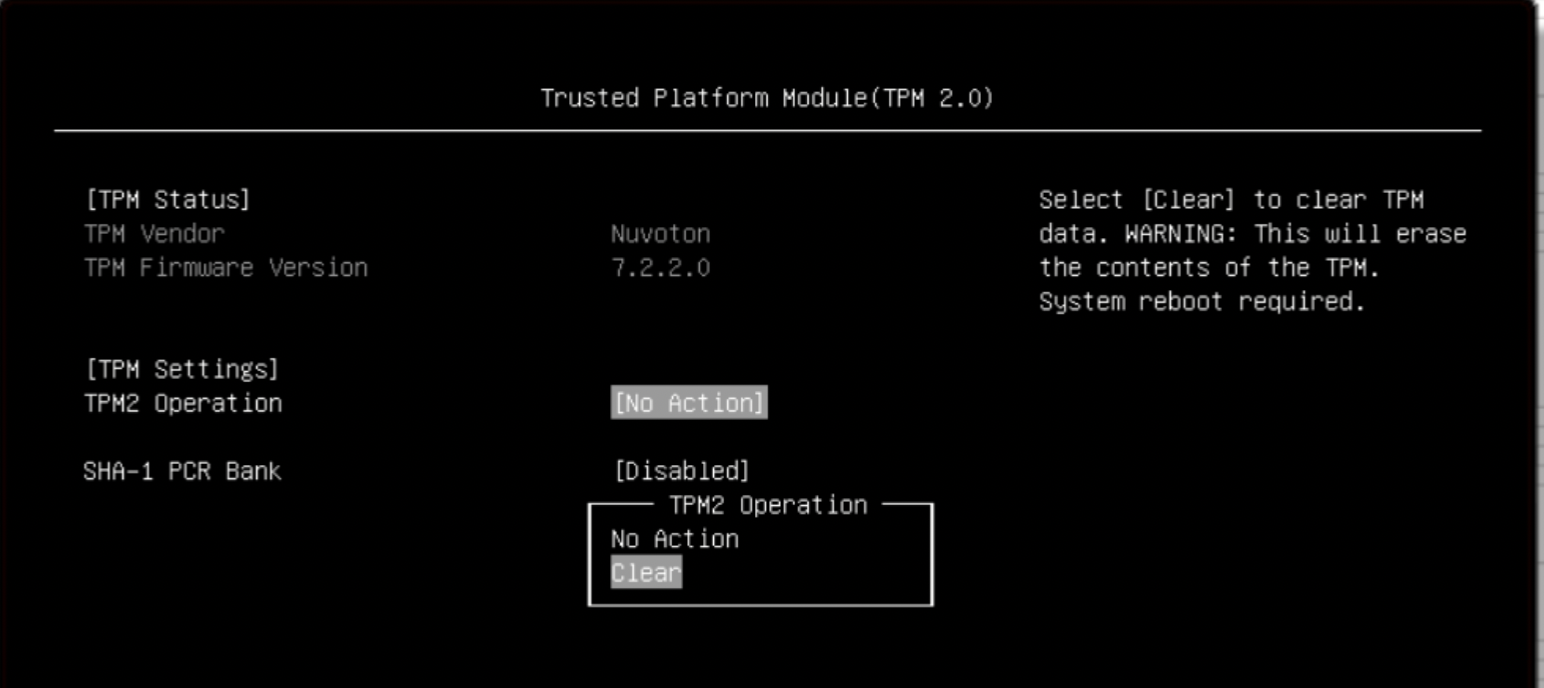 Trusted Platform Module(TPM 2.0)
[TPM Status]
TPM Vendor Nuvoton
TPM Firmware Version 7.2.2.0
[TPM Settings]
TPM2 Operation [No Action]
SHA-1 PCR Bank [Disabled]
TPM2 Operation
No Action
Clear
Select [Clear] to clear TPM
data. WARNING: This will erase
the contents of the TPM.
System reboot required.